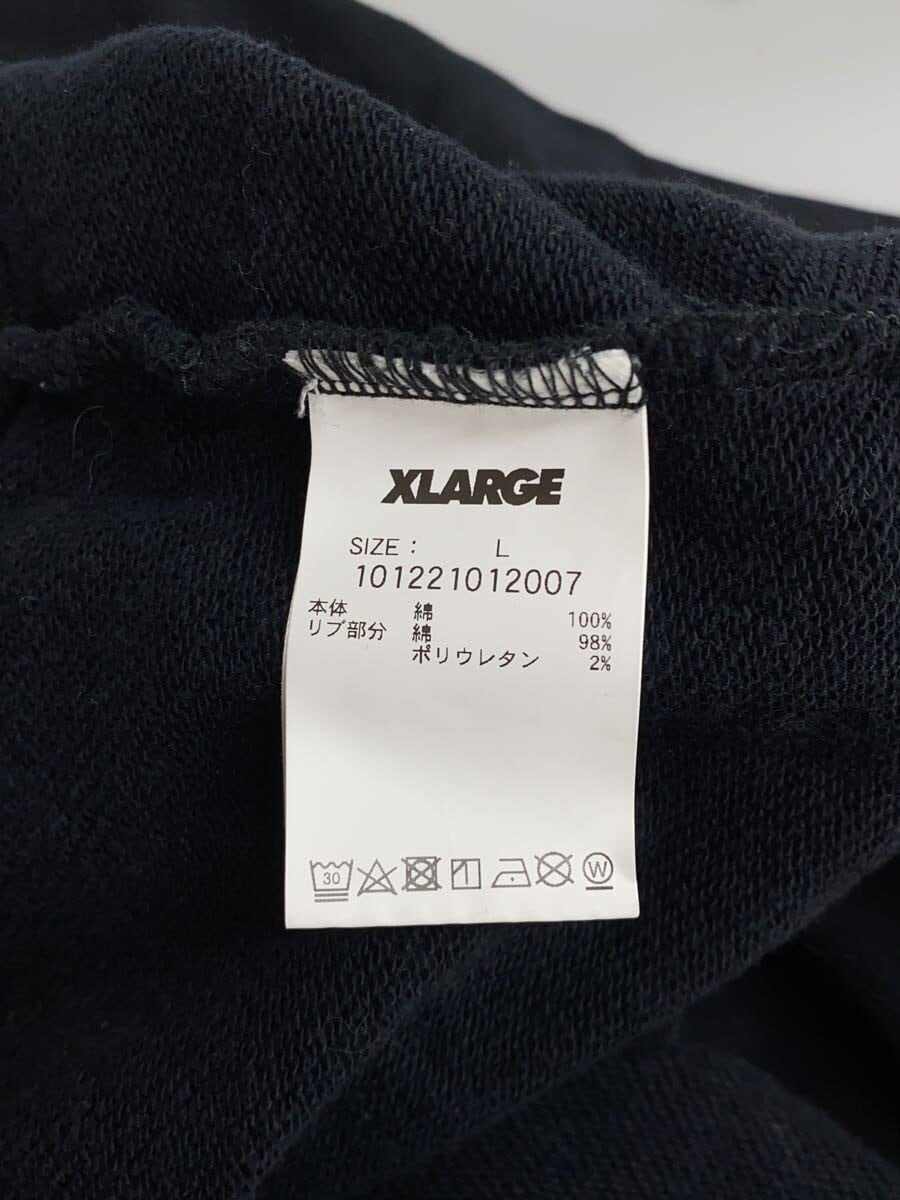 XLARGE
SIZE : L
101221012007
本体 綿 100%
リブ部分 綿 98%
ポリウレタン 2%
30
W